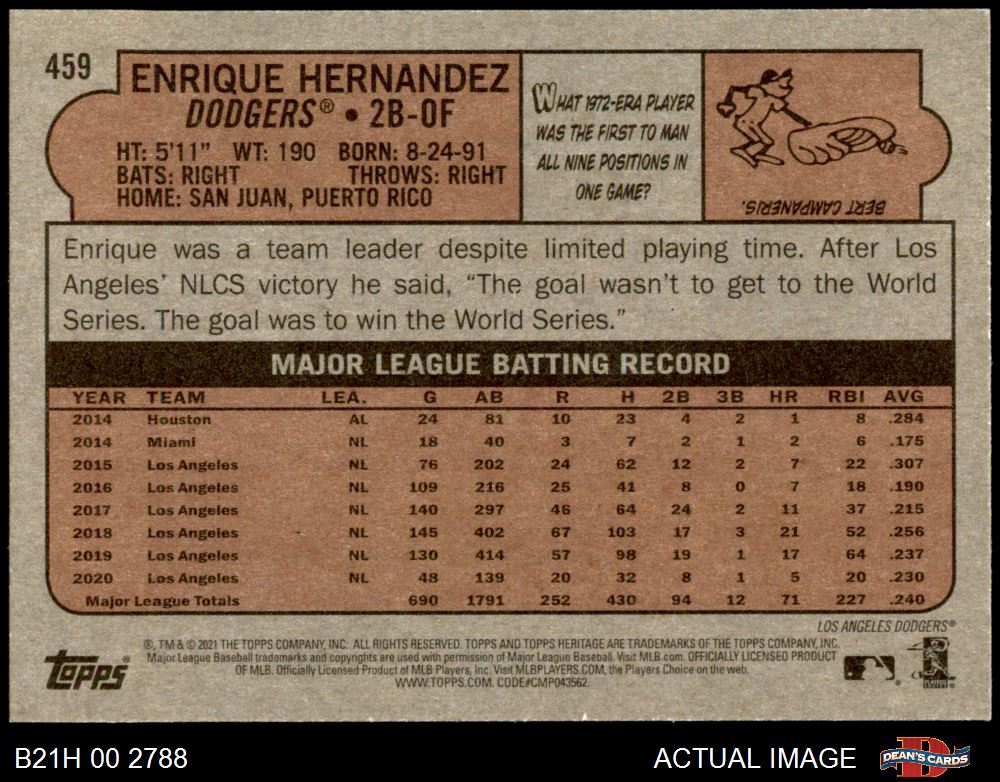 459
ENRIQUE HERNANDEZ
DODGERS® • 2B-OF
HT: 5'11" WT: 190 BORN: 8-24-91
BATS: RIGHT THROWS: RIGHT
HOME: SAN JUAN, PUERTO RICO
WHAT 1972-ERA PLAYER
WAS THE FIRST TO MAN
ALL NINE POSITIONS IN
ONE GAME?
BERT CAMPANERIS.
Enrique was a team leader despite limited playing time. After Los
Angeles' NLCS victory he said, "The goal wasn't to get to the World
Series. The goal was to win the World Series."
MAJOR LEAGUE BATTING RECORD
YEAR TEAM LEA. G AB R H 2B 3B HR RBI AVG
2014 Houston AL 24 81 10 23 4 2 1 8 .284
2014 Miami NL 18 40 3 7 2 1 2 6 .175
2015 Los Angeles NL 76 202 24 62 12 2 7 22 .307
2016 Los Angeles NL 109 216 25 41 8 0 7 18 .190
2017 Los Angeles NL 140 297 46 64 24 2 11 37 .215
2018 Los Angeles NL 145 402 67 103 17 3 21 52 .256
2019 Los Angeles NL 130 414 57 98 19 1 17 64 .237
2020 Los Angeles NL 48 139 20 32 8 1 5 20 .230
Major League Totals 690 1791 252 430 94 12 71 227 .240
LOS ANGELES DODGERS®
®, TM & © 2021 THE TOPPS COMPANY, INC. ALL RIGHTS RESERVED. TOPPS AND TOPPS HERITAGE ARE TRADEMARKS OF THE TOPPS COMPANY, INC.
Major League Baseball trademarks and copyrights are used with permission of Major League Baseball. Visit MLB.com. OFFICIALLY LICENSED PRODUCT
OF MLB. Officially Licensed Product of MLB Players, Inc. Visit MLBPLAYERS.COM, the Players Choice on the web.
WWW.TOPPS.COM. CODE#CMP043562.
Topps®
B21H 00 2788
ACTUAL IMAGE
DEAN'S CARDS